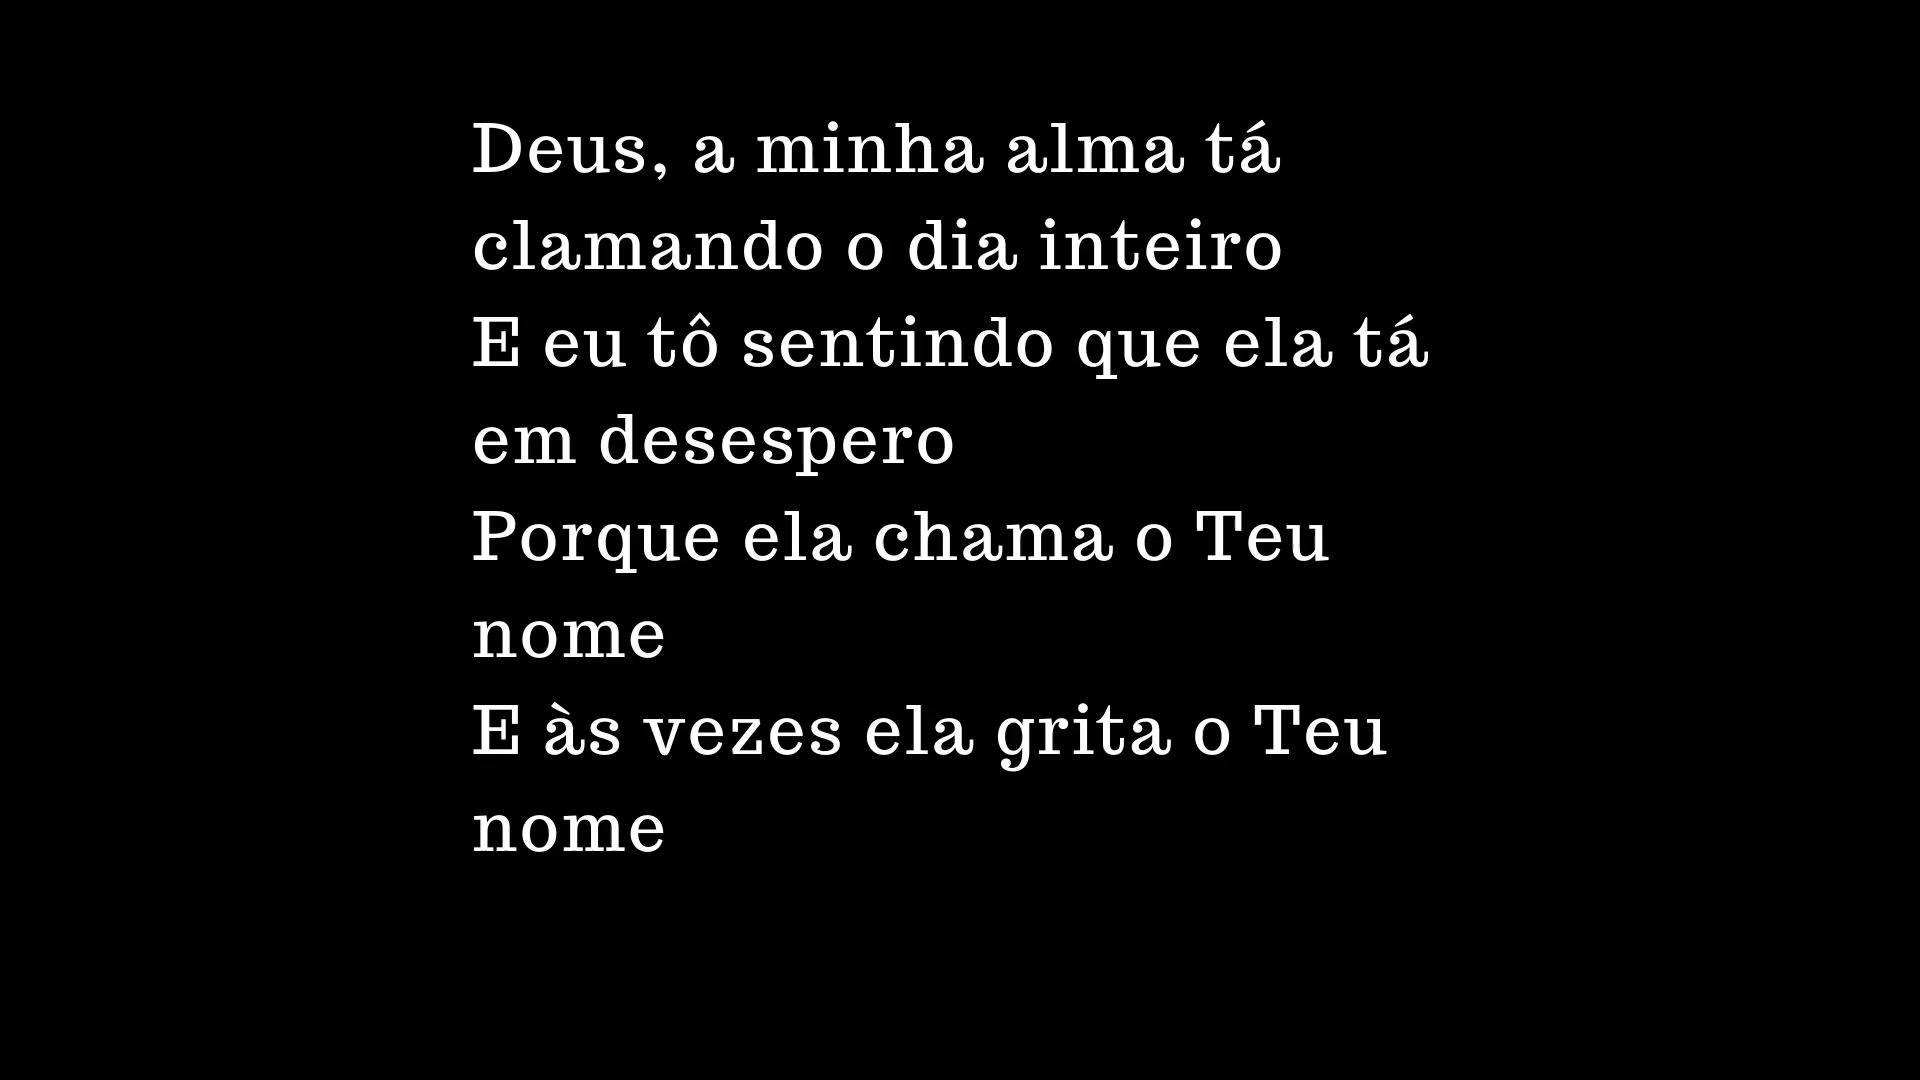 Deus, a minha alma tá
clamando o dia inteiro
E eu tô sentindo que ela tá
em desespero
Porque ela chama o Teu
nome
E às vezes ela grita o Teu
nome